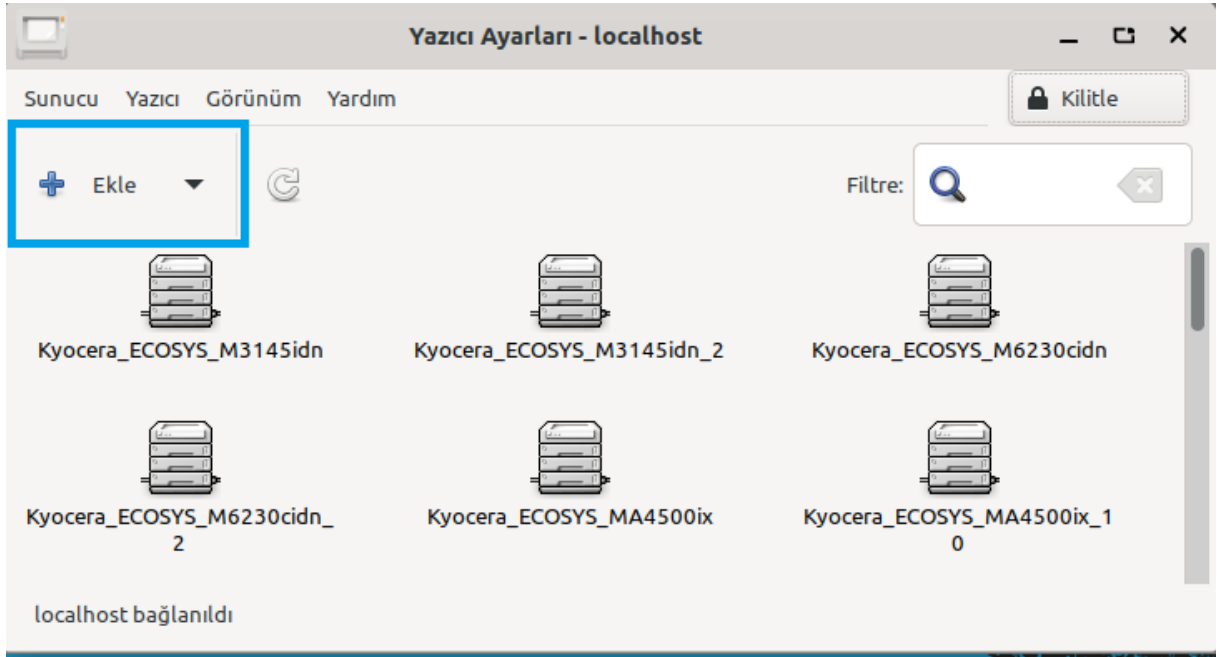 Yazıcı Ayarları - localhost
Sunucu Yazıcı Görünüm Yardım
Kilitle
Ekle
Filtre:
Kyocera_ECOSYS_M3145idn
Kyocera_ECOSYS_M3145idn_2
Kyocera_ECOSYS_M6230cidn
Kyocera_ECOSYS_M6230cidn_
2
Kyocera_ECOSYS_MA4500ix
Kyocera_ECOSYS_MA4500ix_1
0
localhost bağlanıldı